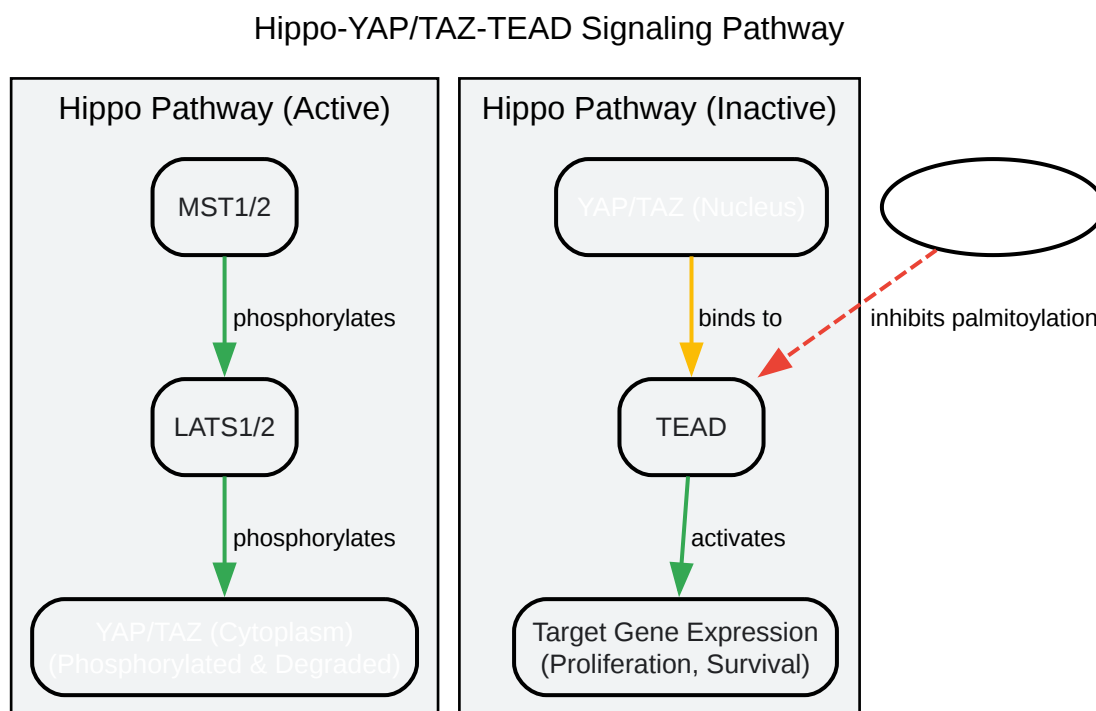 Hippo-YAP/TAZ-TEAD Signaling Pathway
Hippo Pathway (Active)
MST1/2
phosphorylates
LATS1/2
phosphorylates
YAP/TAZ (Cytoplasm)
(Phosphorylated & Degraded)
Hippo Pathway (Inactive)
YAP/TAZ (Nucleus)
binds to
inhibits palmitoylation
TEAD
activates
Target Gene Expression
(Proliferation, Survival)